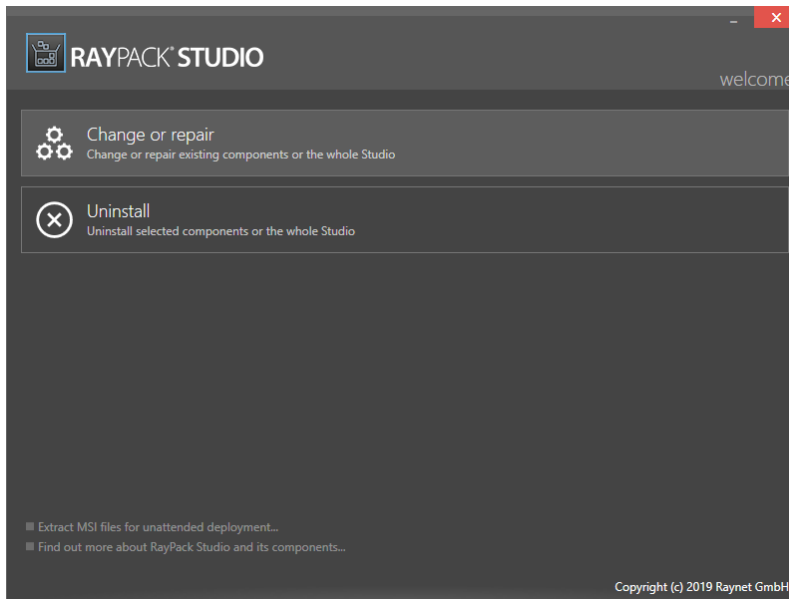 RAYPACK® STUDIO
welcome
Change or repair
Change or repair existing components or the whole Studio
Uninstall
Uninstall selected components or the whole Studio
Extract MSI files for unattended deployment...
Find out more about RayPack Studio and its components...
Copyright (c) 2019 Raynet GmbH